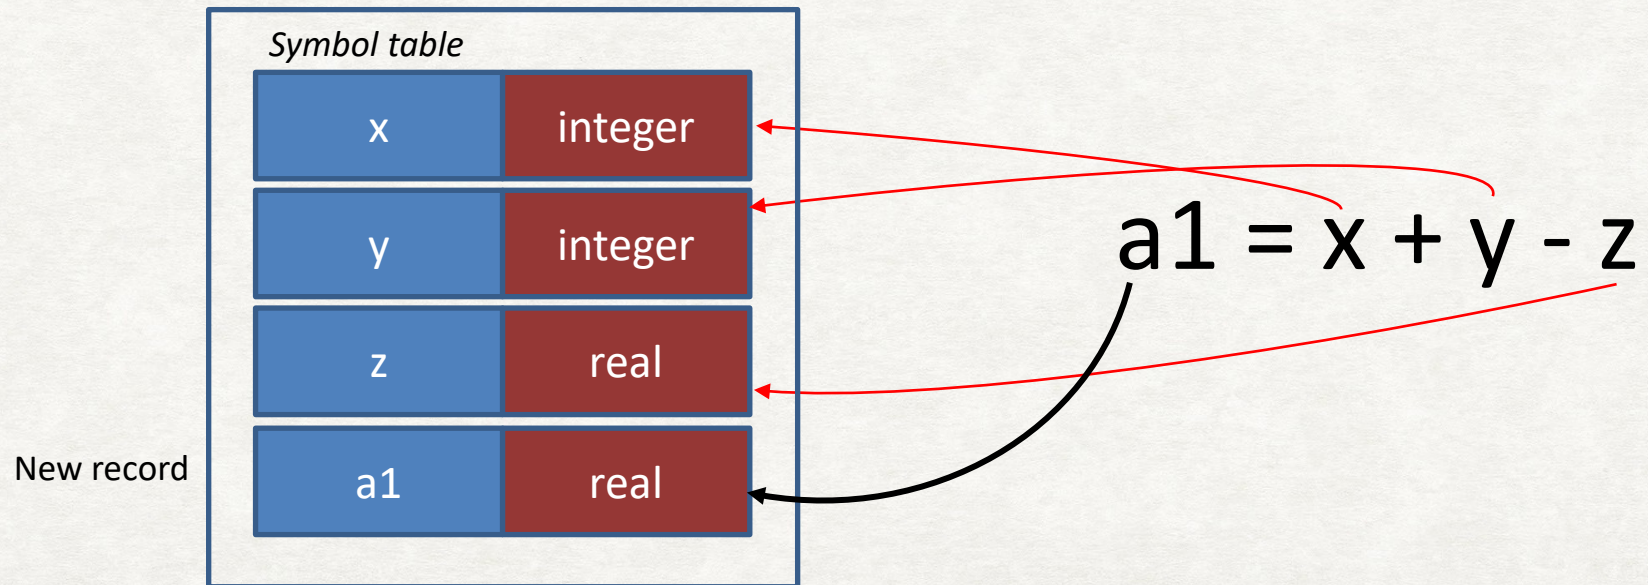 Symbol table
x integer
y integer
a1 = x + y - z
z real
New record a1 real